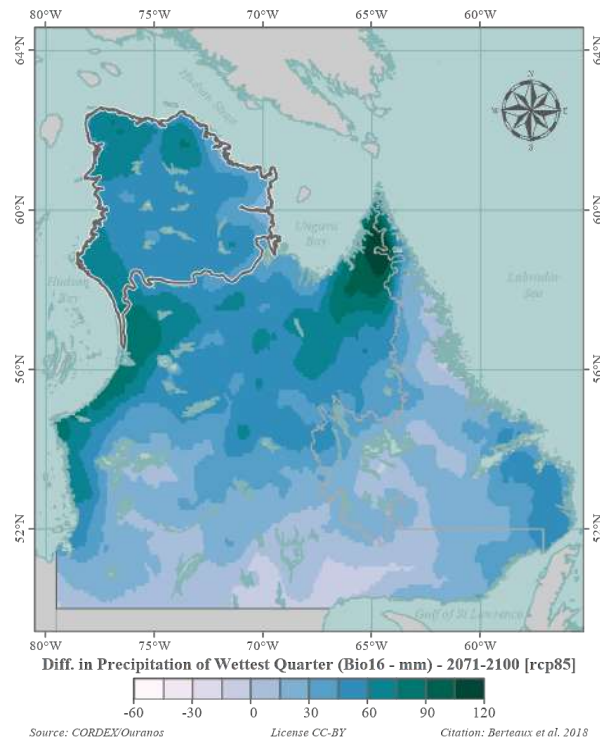 80°W 75°W 70°W 65°W 60°W
64°N 64°N
Hudson Strait
N
W E
S
60°N 60°N
Ungava
Bay
Hudson
Bay
Labrador
Sea
56°N 56°N
52°N 52°N
Gulf of St Lawrence
80°W 75°W 70°W 65°W 60°W
Diff. in Precipitation of Wettest Quarter (Bio16 - mm) - 2071-2100 [rcp85]
-60 -30 0 30 60 90 120
Source: CORDEX/Ouranos License CC-BY Citation: Berteaux et al. 2018